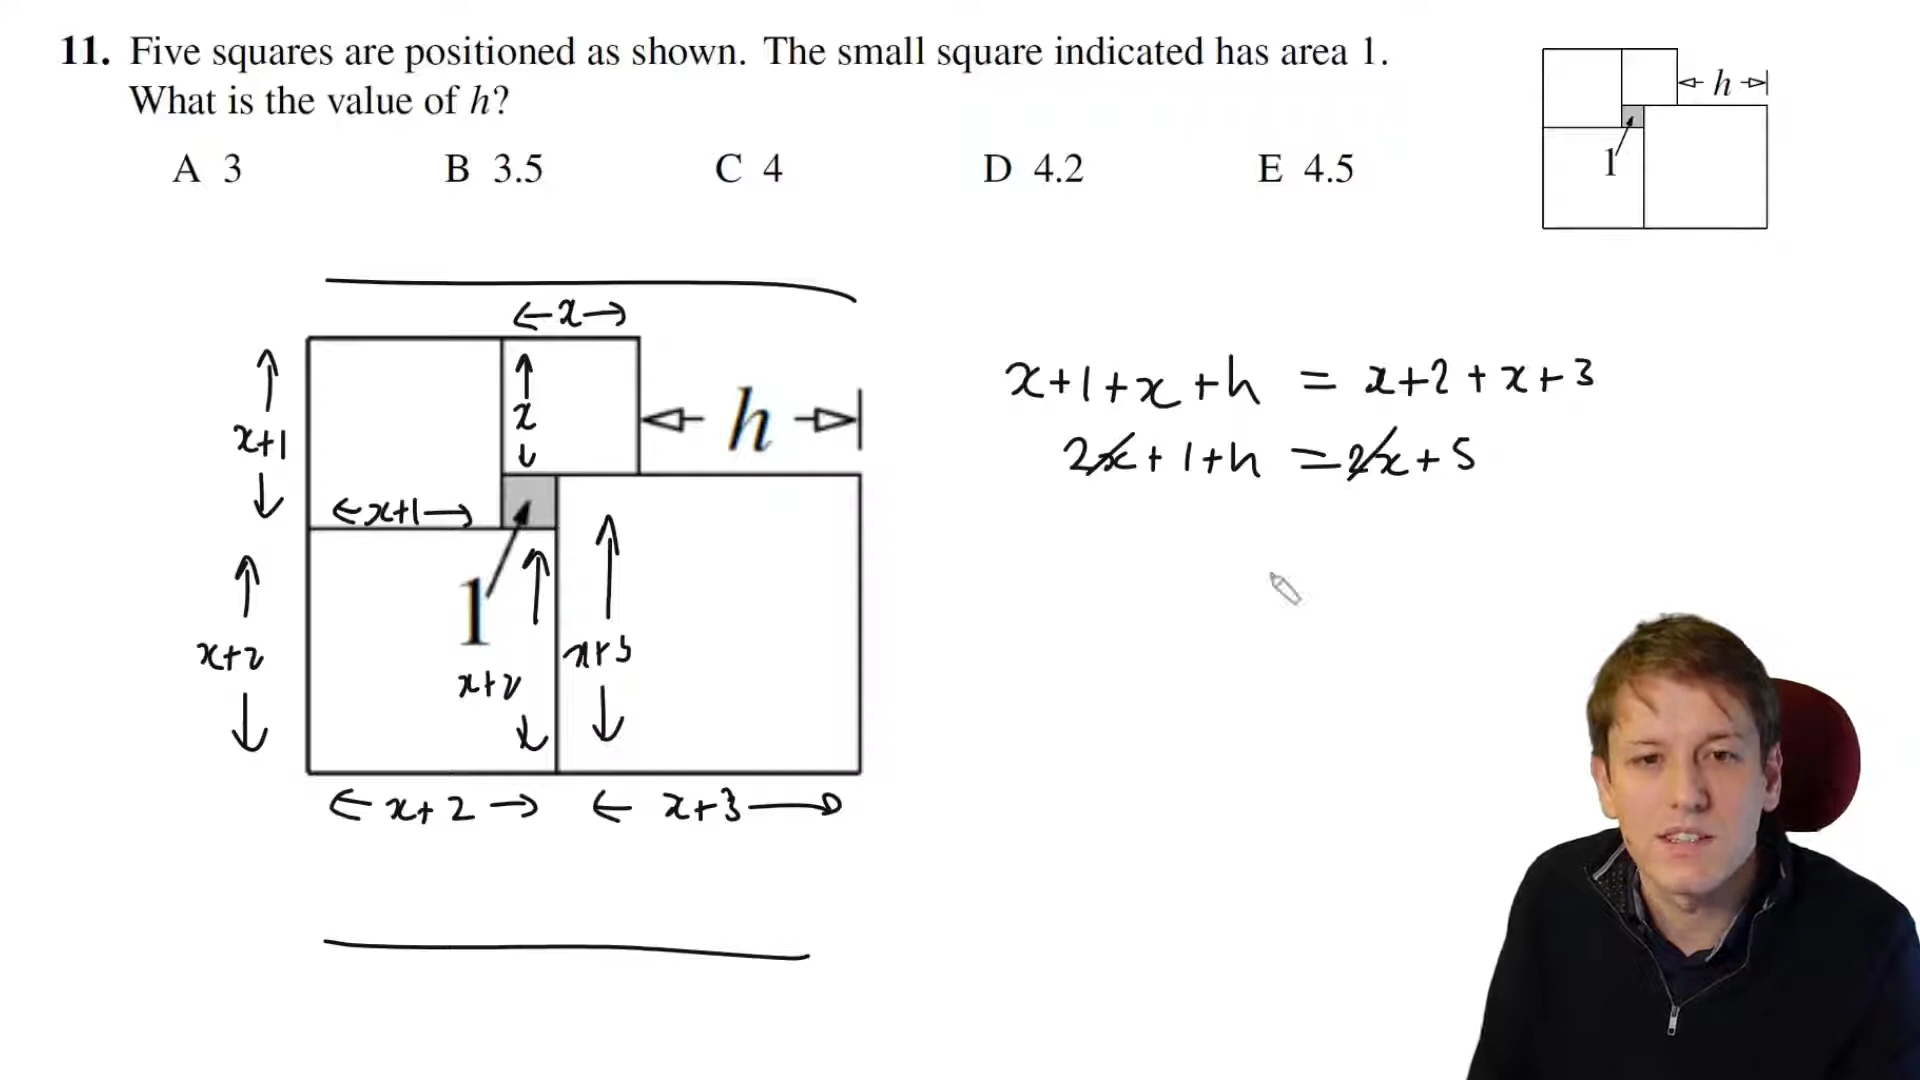 11. Five squares are positioned as shown. The small square indicated has area 1.
What is the value of h?
A 3 B 3.5 C 4 D 4.2 E 4.5
h
1
x
x
x+1
x+1
h
1
x+2
x+2
x+3
x+2
x+3
x+1+x+h = x+2+x+3
2x+1+h = 2x+5